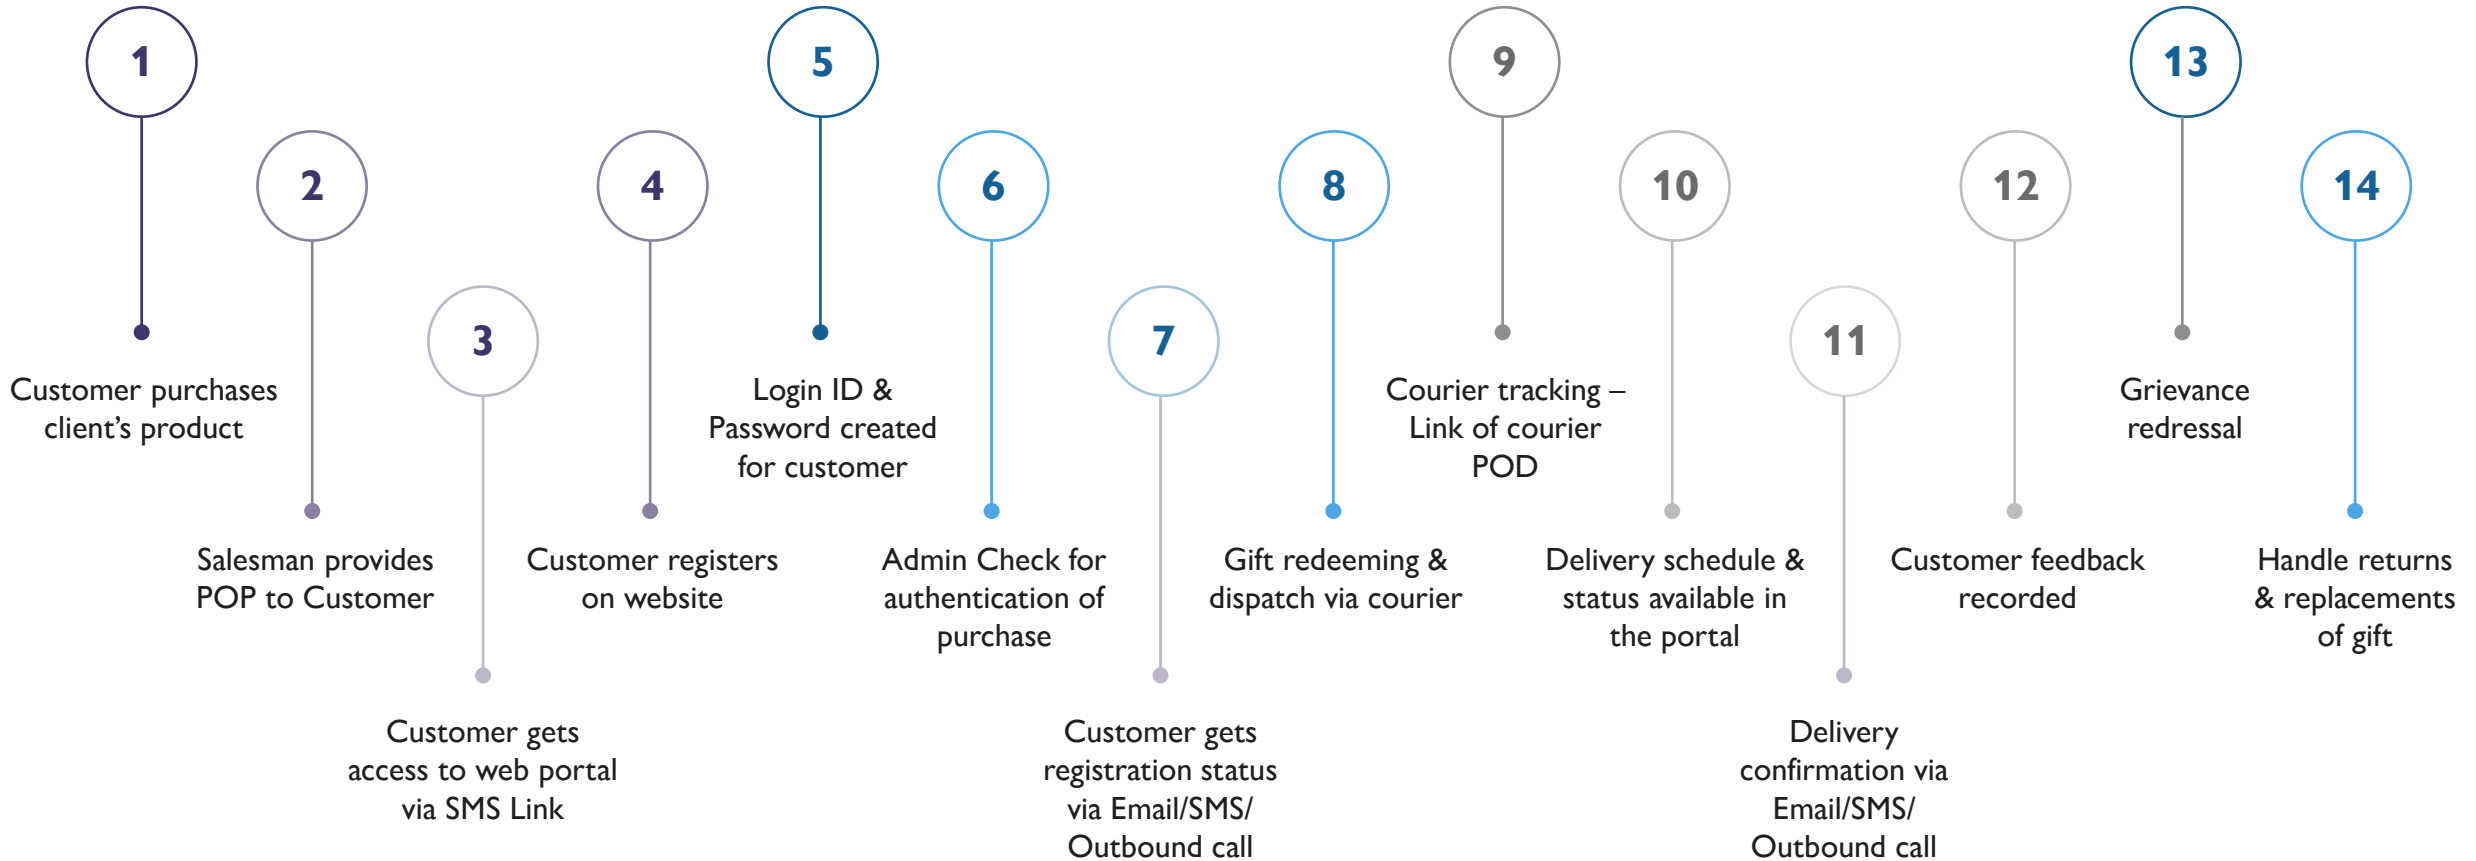 1
Customer purchases
client’s product
2
Salesman provides
POP to Customer
3
Customer gets
access to web portal
via SMS Link
4
Customer registers
on website
5
Login ID &
Password created
for customer
6
Admin Check for
authentication of
purchase
7
Customer gets
registration status
via Email/SMS/
Outbound call
8
Gift redeeming &
dispatch via courier
9
Courier tracking –
Link of courier
POD
10
Delivery schedule &
status available in
the portal
11
Delivery
confirmation via
Email/SMS/
Outbound call
12
Customer feedback
recorded
13
Grievance
redressal
14
Handle returns
& replacements
of gift